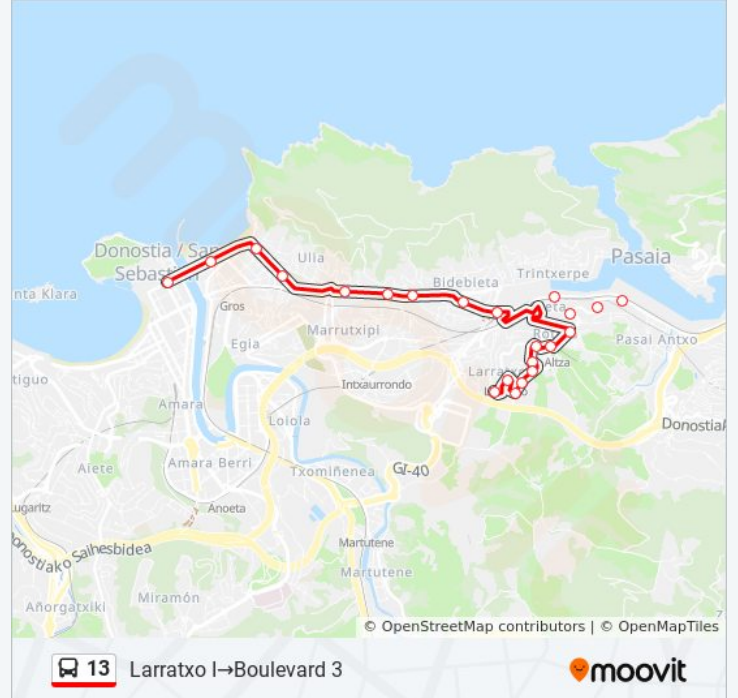 Donostia / San
Sebastián
Ulia
Pasaia
Trintxerpe
Bidebieta
nta Klara
Gros
Marrutxipi
Pasai Antxo
Egia
Altza
Larratxo
tiguo
Intxaurrondo
Amara
Loiola
Donostia
Aiete
Amara Berri
Txomiñenea
GI-40
ugaritz
Anoeta
onostiako Saihesbidea
Martutene
Martutene
Miramón
Añorgatxiki
© OpenStreetMap contributors | © OpenMapTiles
13 Larratxo I→Boulevard 3
moovit